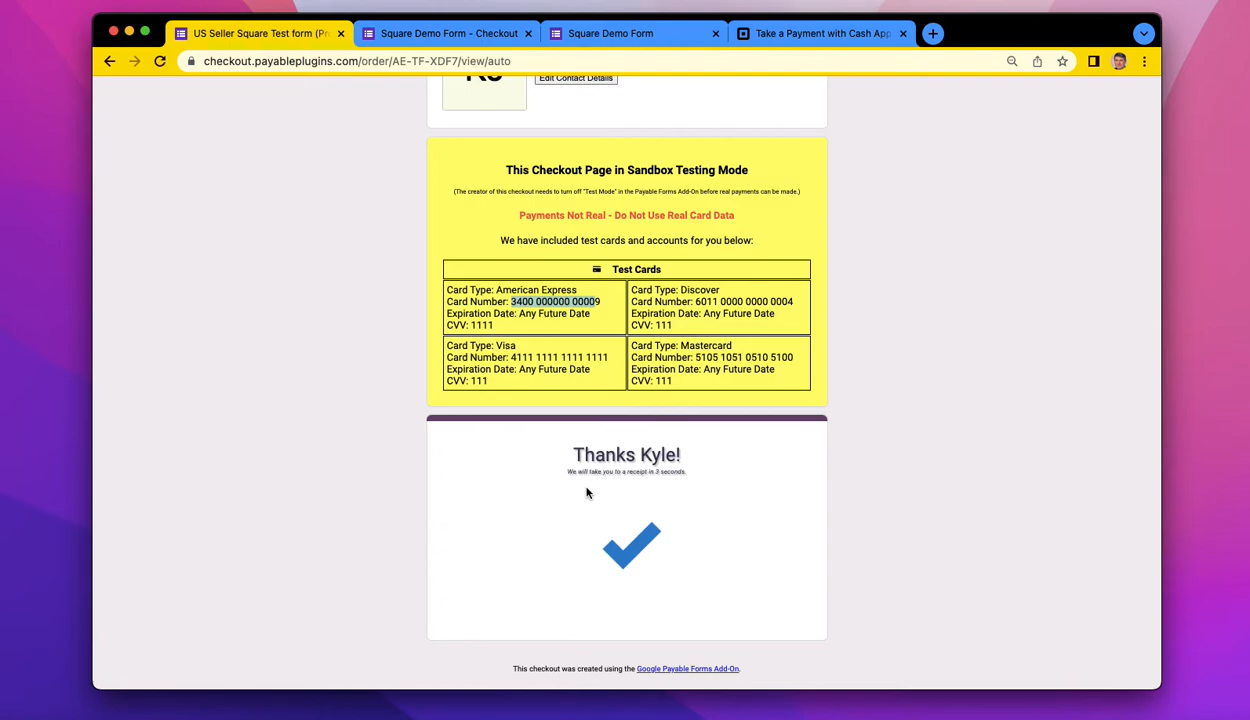 US Seller Square Test form (Pr
Square Demo Form - Checkout
Square Demo Form
Take a Payment with Cash App
checkout.payableplugins.com/order/AE-TF-XDF7/view/auto
Edit Contact Details
This Checkout Page in Sandbox Testing Mode
(The creator of this checkout needs to turn off "Test Mode" in the Payable Forms Add-On before real payments can be made.)
Payments Not Real - Do Not Use Real Card Data
We have included test cards and accounts for you below:
Test Cards
Card Type: American Express
Card Number: 3400 000000 00009
Expiration Date: Any Future Date
CVV: 1111
Card Type: Discover
Card Number: 6011 0000 0000 0004
Expiration Date: Any Future Date
CVV: 111
Card Type: Visa
Card Number: 4111 1111 1111 1111
Expiration Date: Any Future Date
CVV: 111
Card Type: Mastercard
Card Number: 5105 1051 0510 5100
Expiration Date: Any Future Date
CVV: 111
Thanks Kyle!
We will take you to a receipt in 3 seconds.
This checkout was created using the Google Payable Forms Add-On.